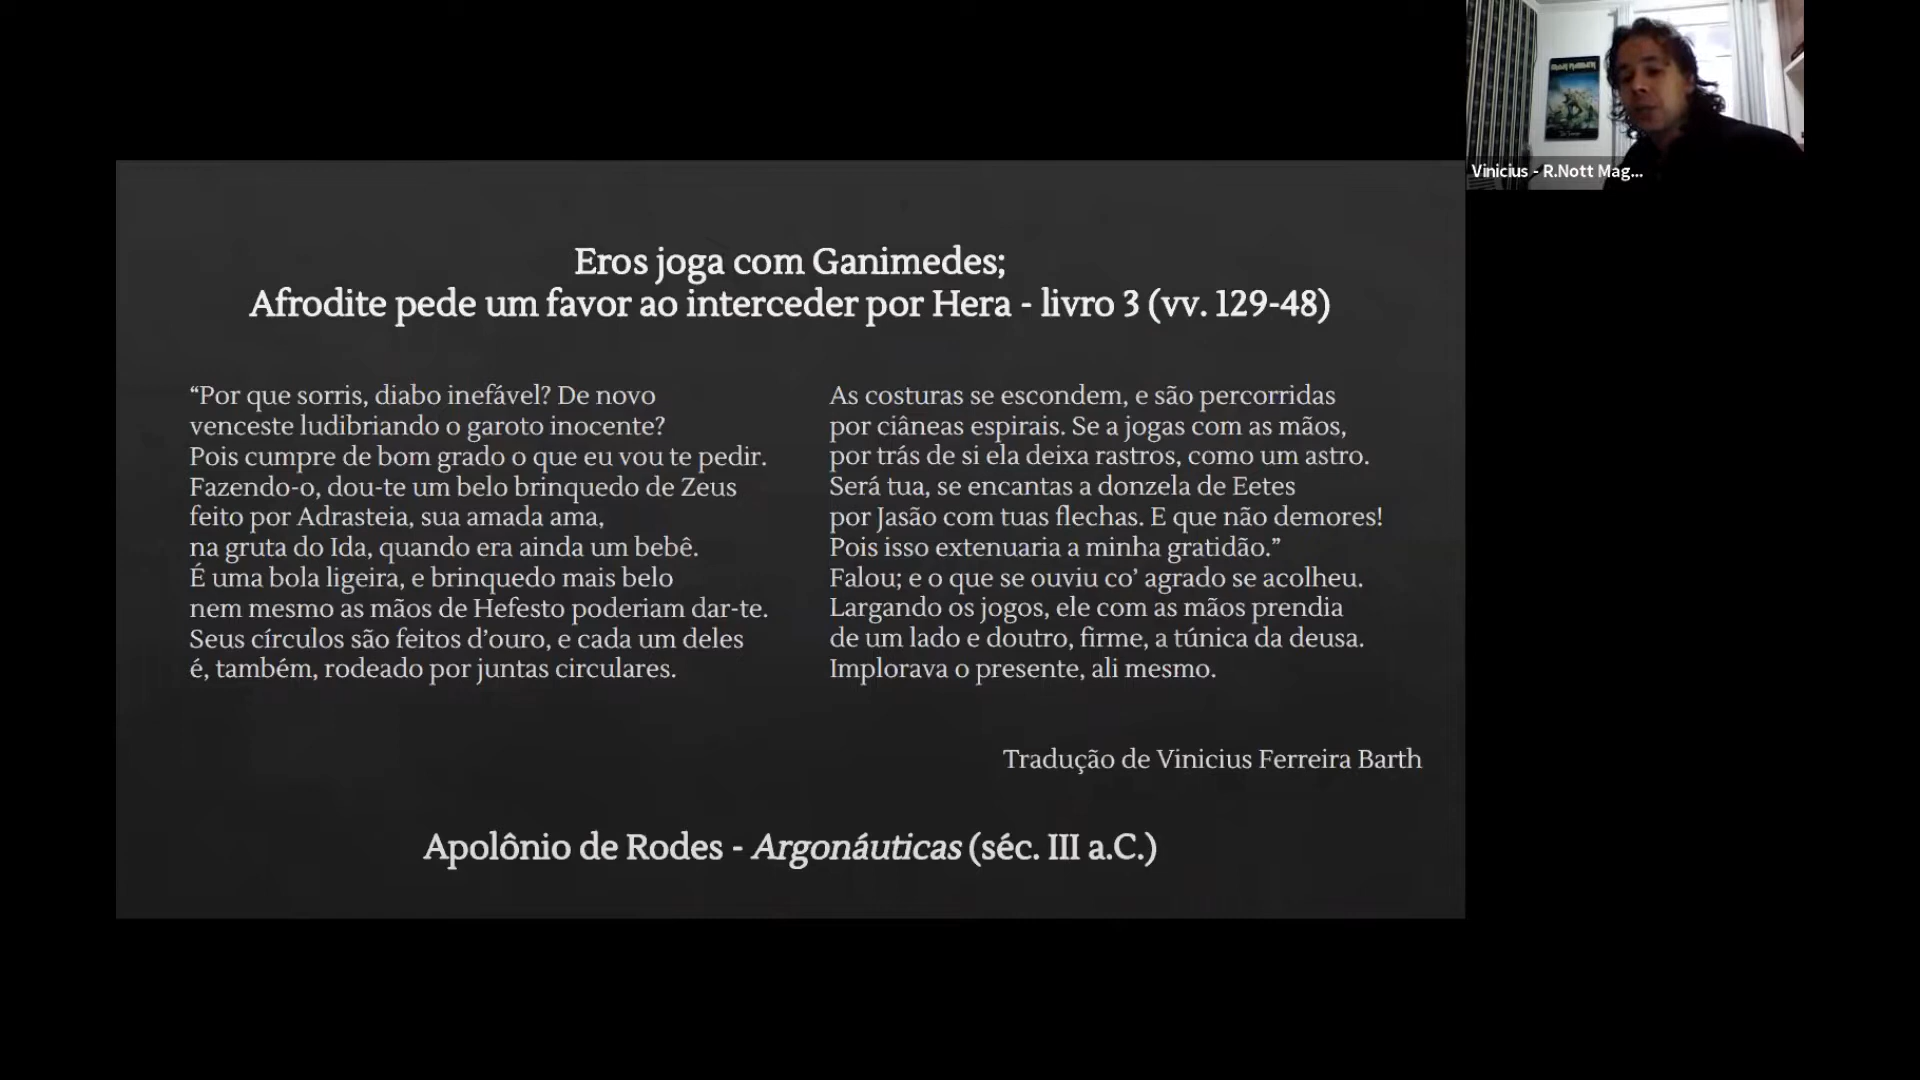 Vinicius - R.Nott Mag...
Eros joga com Ganimedes;
Afrodite pede um favor ao interceder por Hera - livro 3 (vv. 129-48)
“Por que sorris, diabo inefável? De novo
venceste ludibriando o garoto inocente?
Pois cumpre de bom grado o que eu vou te pedir.
Fazendo-o, dou-te um belo brinquedo de Zeus
feito por Adrasteia, sua amada ama,
na gruta do Ida, quando era ainda um bebê.
É uma bola ligeira, e brinquedo mais belo
nem mesmo as mãos de Hefesto poderiam dar-te.
Seus círculos são feitos d’ouro, e cada um deles
é, também, rodeado por juntas circulares.
As costuras se escondem, e são percorridas
por ciâneas espirais. Se a jogas com as mãos,
por trás de si ela deixa rastros, como um astro.
Será tua, se encantas a donzela de Eetes
por Jasão com tuas flechas. E que não demores!
Pois isso extenuaria a minha gratidão.”
Falou; e o que se ouviu co’ agrado se acolheu.
Largando os jogos, ele com as mãos prendia
de um lado e doutro, firme, a túnica da deusa.
Implorava o presente, ali mesmo.
Tradução de Vinicius Ferreira Barth
Apolônio de Rodes - Argonáuticas (séc. III a.C.)